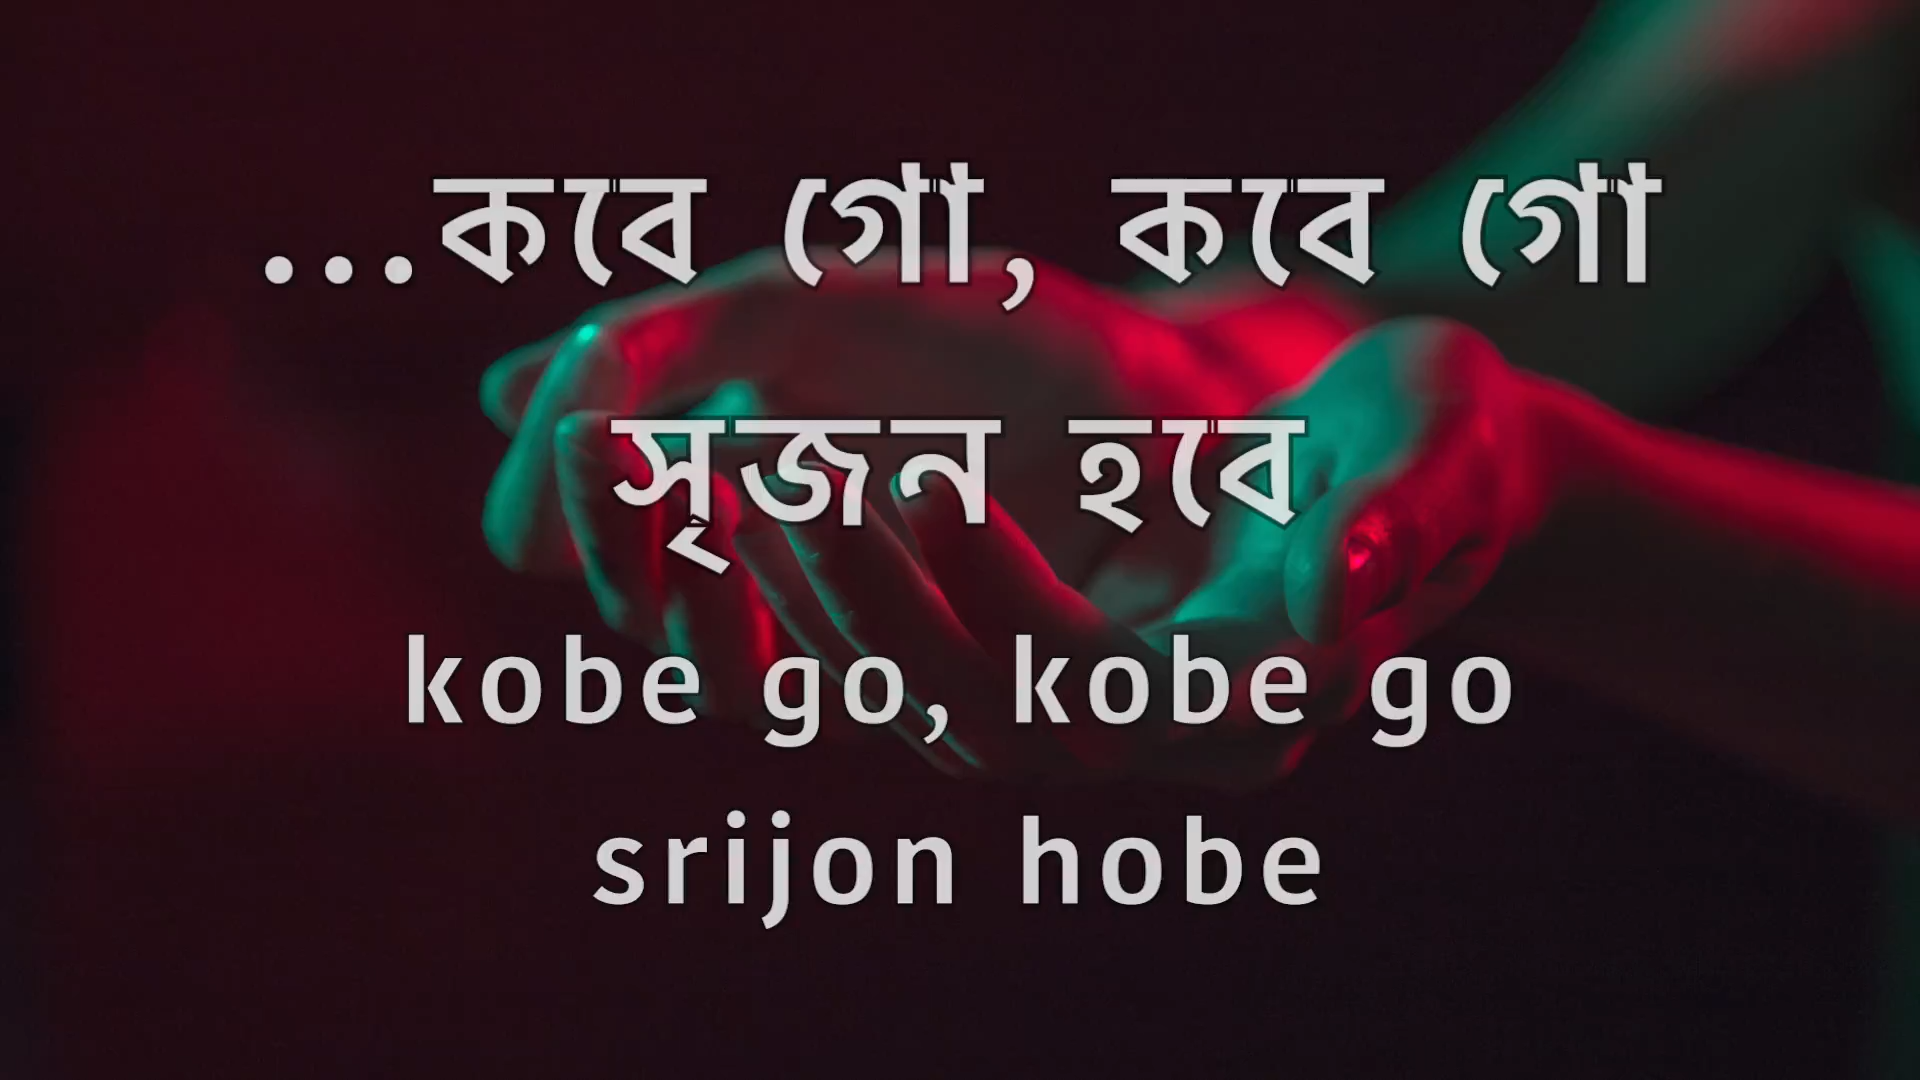 ...কবে গো, কবে গো
সৃজন হবে
kobe go, kobe go
srijon hobe